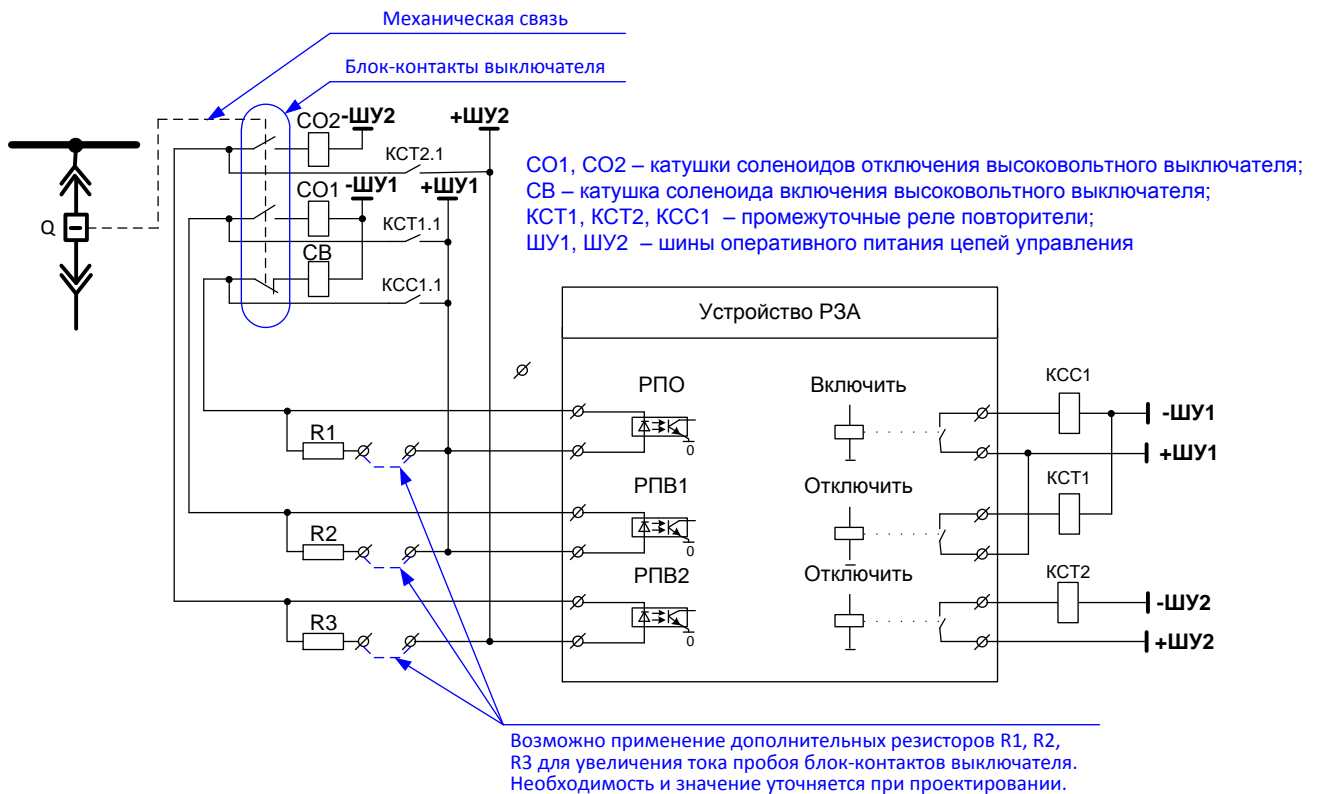 Механическая связь
Блок-контакты выключателя
СО2
-ШУ2
+ШУ2
КСТ2.1
СО1
-ШУ1
+ШУ1
КСТ1.1
СВ
КСС1.1
Q
СО1, СО2 – катушки соленоидов отключения высоковольтного выключателя;
СВ – катушка соленоида включения высоковольтного выключателя;
КСТ1, КСТ2, КСС1 – промежуточные реле повторители;
ШУ1, ШУ2 – шины оперативного питания цепей управления
Устройство РЗА
РПО
Включить
КСС1
-ШУ1
0
+ШУ1
R1
РПВ1
Отключить
КСТ1
0
R2
РПВ2
Отключить
КСТ2
-ШУ2
0
+ШУ2
R3
Возможно применение дополнительных резисторов R1, R2,
R3 для увеличения тока пробоя блок-контактов выключателя.
Необходимость и значение уточняется при проектировании.